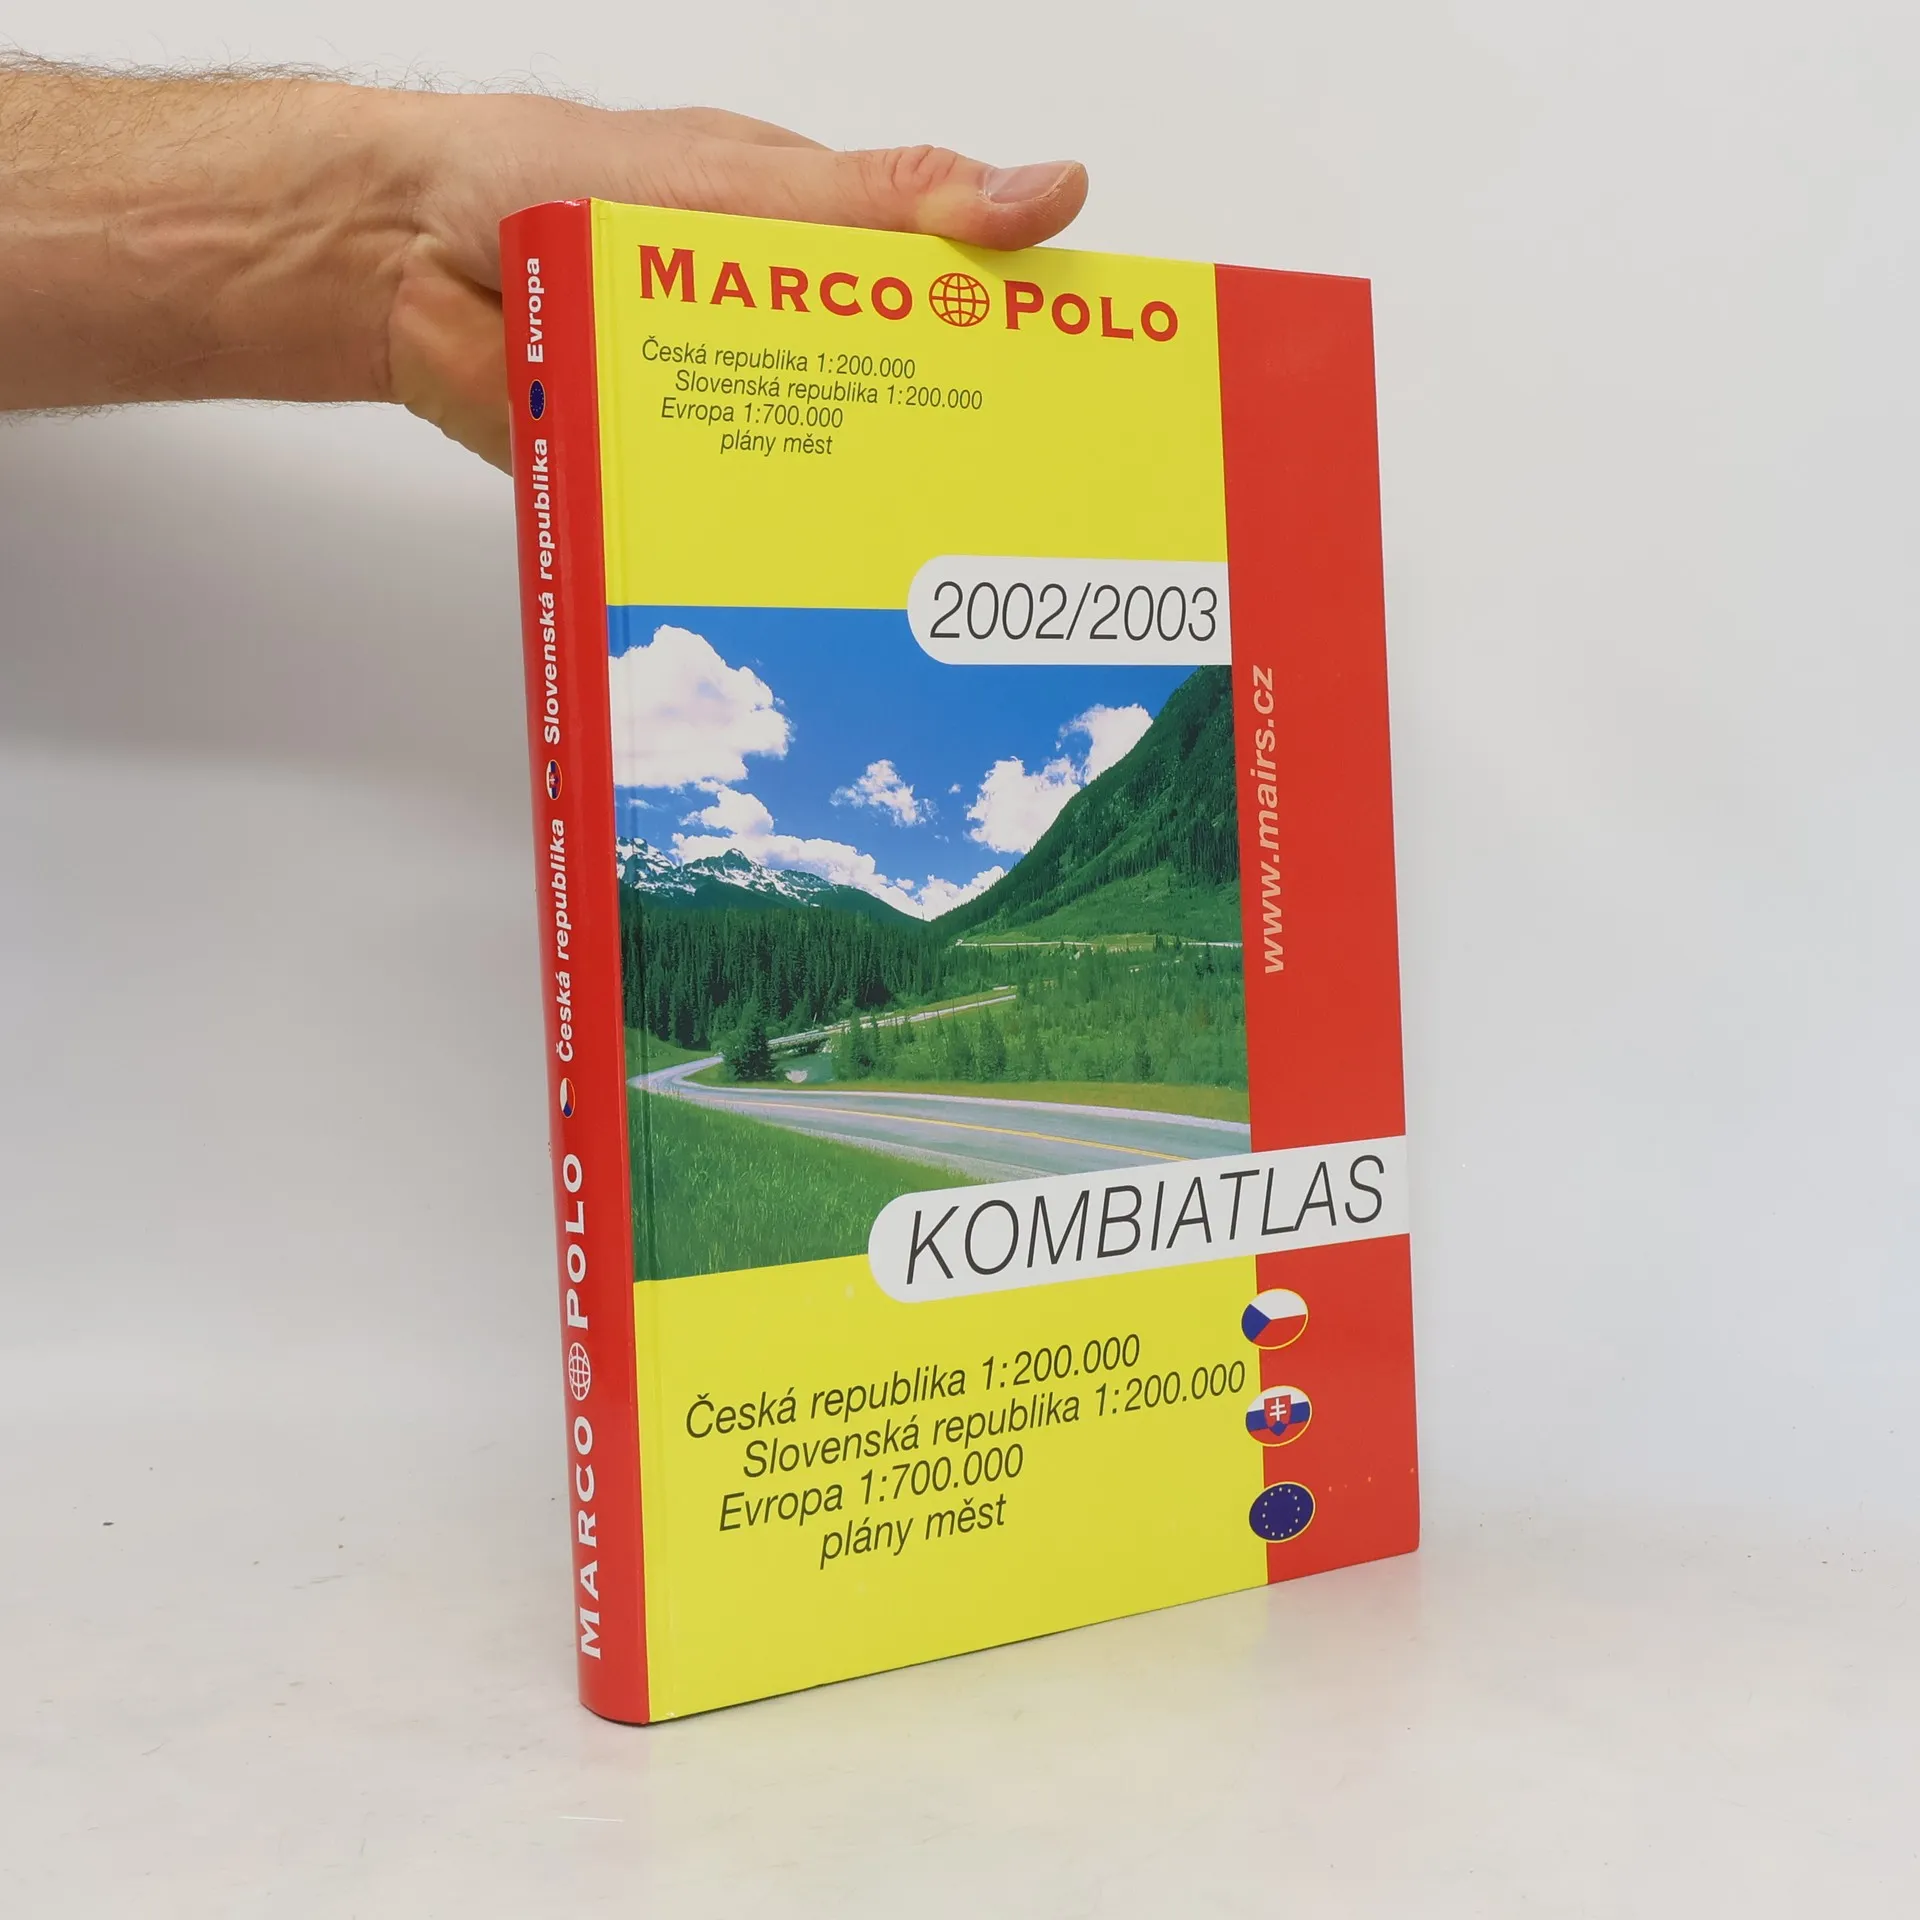 MARCO POLO
Česká republika 1:200.000
Slovenská republika 1:200.000
Evropa 1:700.000
plány měst
2002/2003
www.mairs.cz
KOMBIATLAS
Česká republika 1:200.000
Slovenská republika 1:200.000
Evropa 1:700.000
plány měst
MARCO POLO Česká republika Slovenská republika Evropa